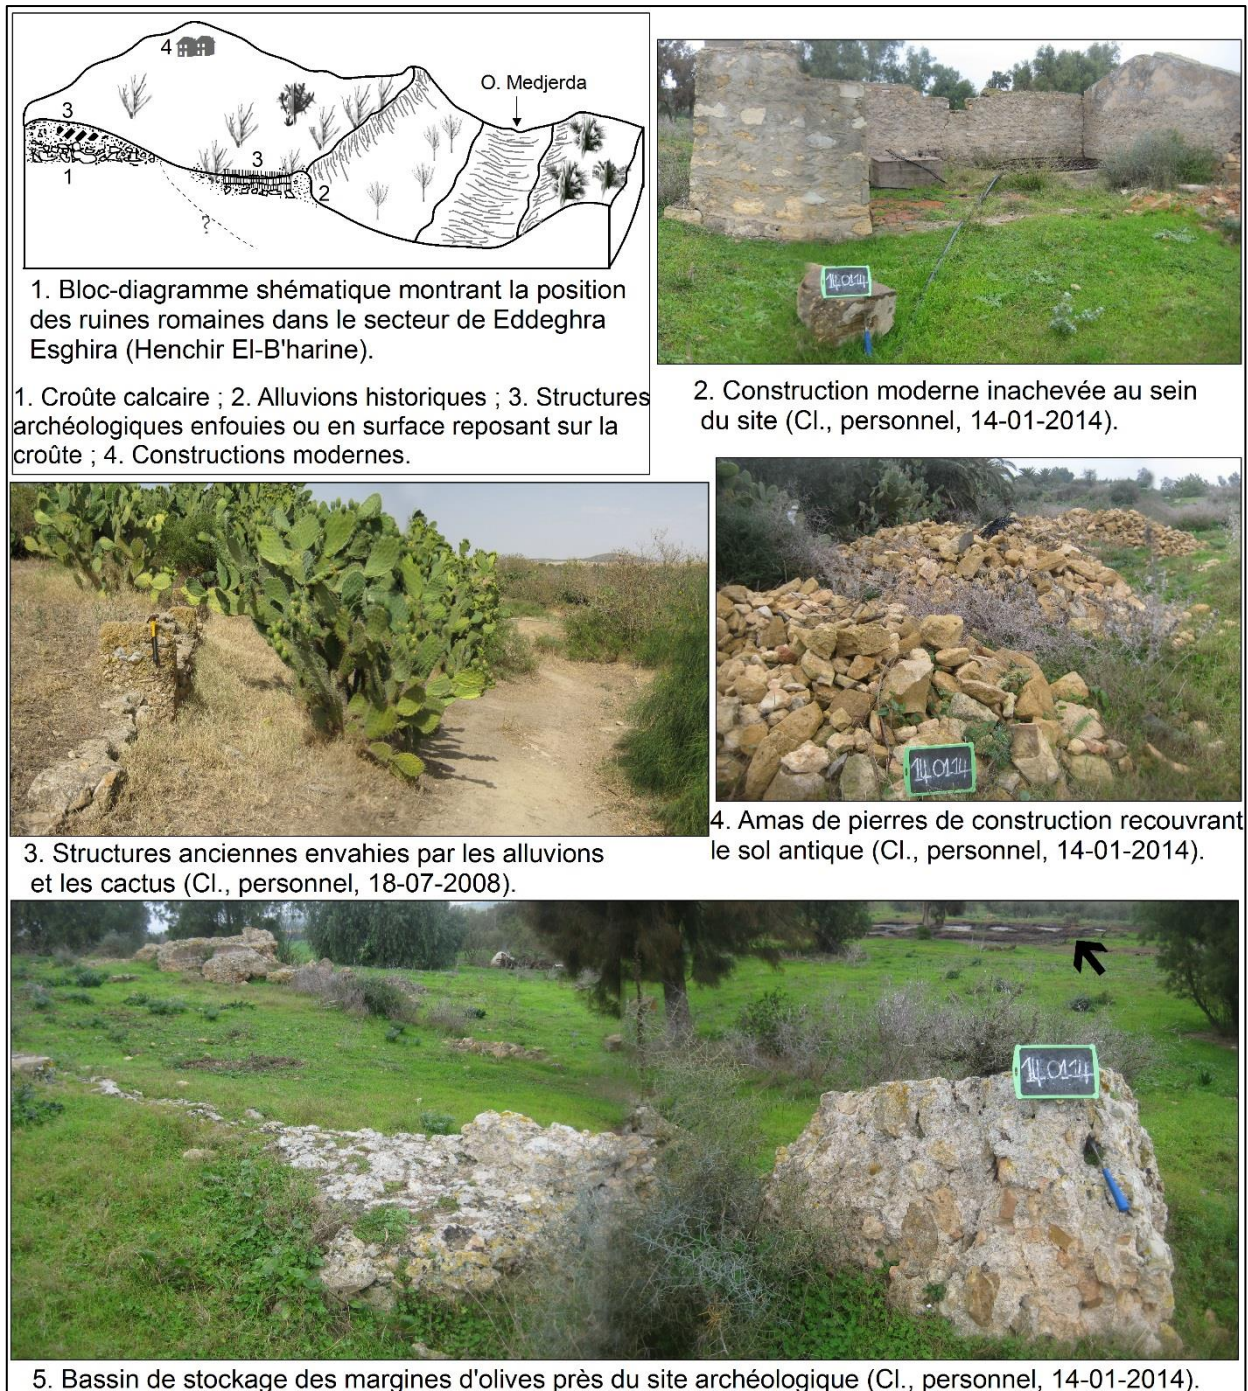 4
O. Medjerda
3
3
1
2
?
1. Bloc-diagramme shématique montrant la position
des ruines romaines dans le secteur de Eddeghra
Esghira (Henchir El-B'harine).
1. Croûte calcaire ; 2. Alluvions historiques ; 3. Structures
archéologiques enfouies ou en surface reposant sur la
croûte ; 4. Constructions modernes.
14.01.14
2. Construction moderne inachevée au sein
du site (Cl., personnel, 14-01-2014).
3. Structures anciennes envahies par les alluvions
et les cactus (Cl., personnel, 18-07-2008).
14.01.14
4. Amas de pierres de construction recouvrant
le sol antique (Cl., personnel, 14-01-2014).
14.01.14
5. Bassin de stockage des margines d'olives près du site archéologique (Cl., personnel, 14-01-2014).